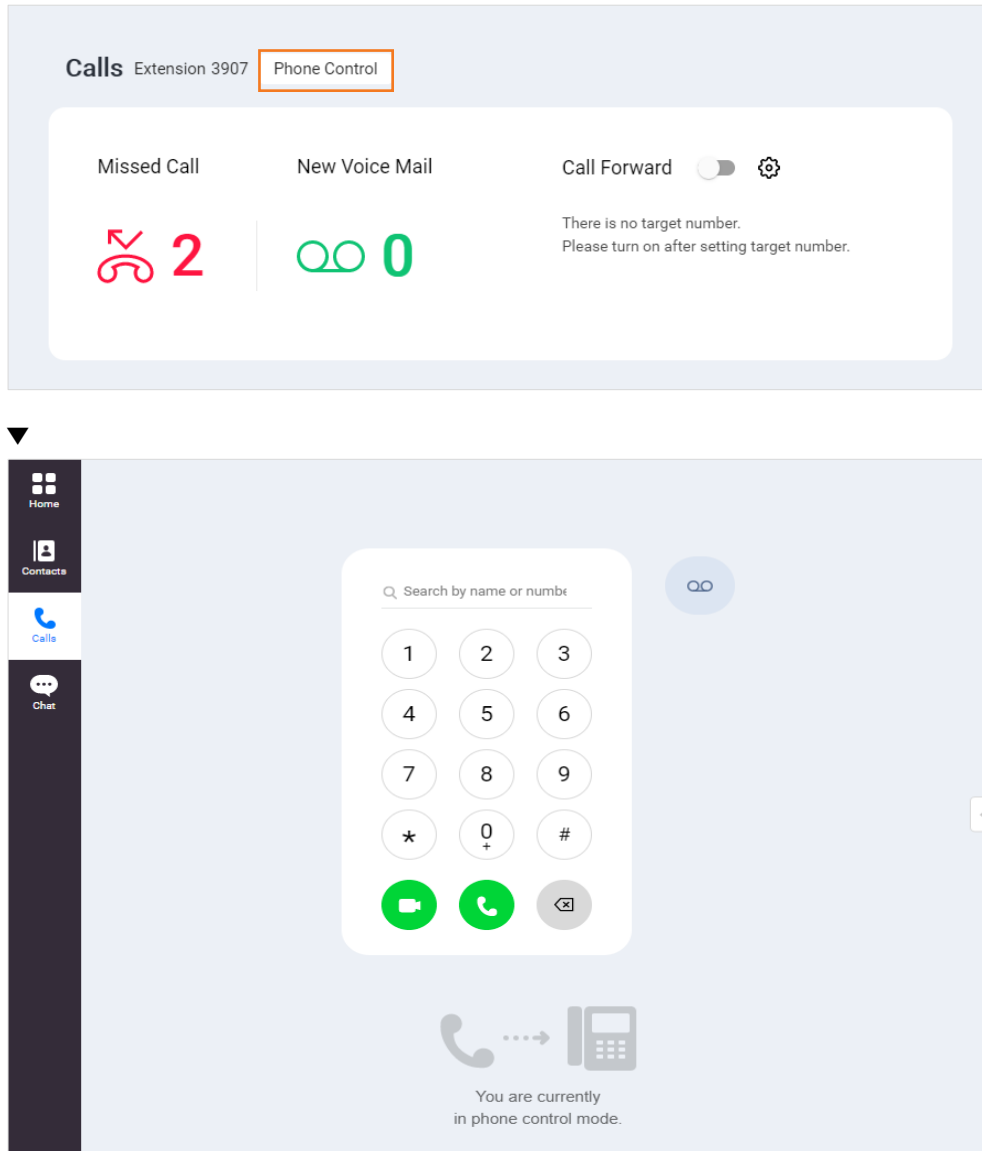 Calls Extension 3907 Phone Control
Missed Call New Voice Mail Call Forward
2 0
There is no target number.
Please turn on after setting target number.
Home
Contacts
Calls
Chat
Search by name or numbe
1 2 3
4 5 6
7 8 9
* 0 #
+
You are currently
in phone control mode.